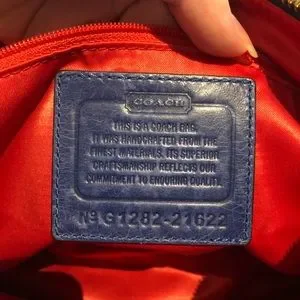 COACH
THIS IS A COACH BAG.
IT WAS HANDCRAFTED FROM THE
FINEST MATERIALS. ITS SUPERIOR
CRAFTSMANSHIP REFLECTS OUR
COMMITMENT TO ENDURING QUALITY.
Nº G1282-21622